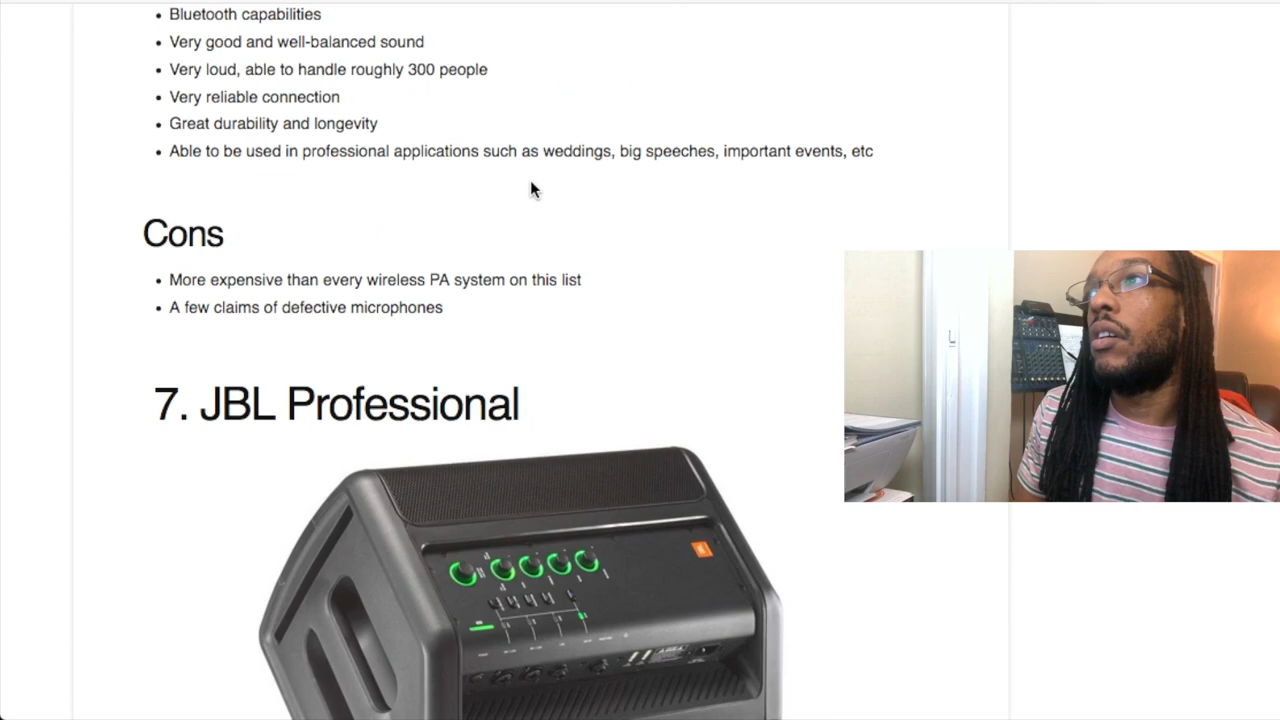 Bluetooth capabilities
Very good and well-balanced sound
Very loud, able to handle roughly 300 people
Very reliable connection
Great durability and longevity
Able to be used in professional applications such as weddings, big speeches, important events, etc
Cons
More expensive than every wireless PA system on this list
A few claims of defective microphones
7. JBL Professional